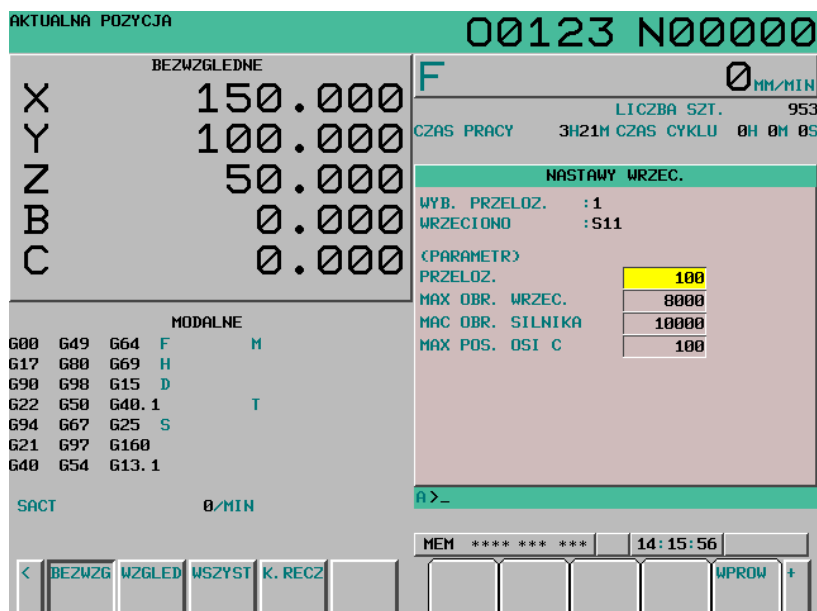 AKTUALNA POZYCJA
O0123 N00000
BEZWZGLEDNE
X 150.000
Y 100.000
Z 50.000
B 0.000
C 0.000
F 0 MM/MIN
LICZBA SZT. 953
CZAS PRACY 3H21M CZAS CYKLU 0H 0M 0S
NASTAWY WRZEC.
WYB. PRZELOZ. :1
WRZECIONO :S11
(PARAMETR)
PRZELOZ. 100
MAX OBR. WRZEC. 8000
MAC OBR. SILNIKA 10000
MAX POS. OSI C 100
MODALNE
G00 G49 G64 F M
G17 G80 G69 H
G90 G98 G15 D
G22 G50 G40.1 T
G94 G67 G25 S
G21 G97 G160
G40 G54 G13.1
SACT 0/MIN
A>_
MEM **** *** *** 14:15:56
< BEZWZG WZGLED WSZYST K.RECZ
WPROW +